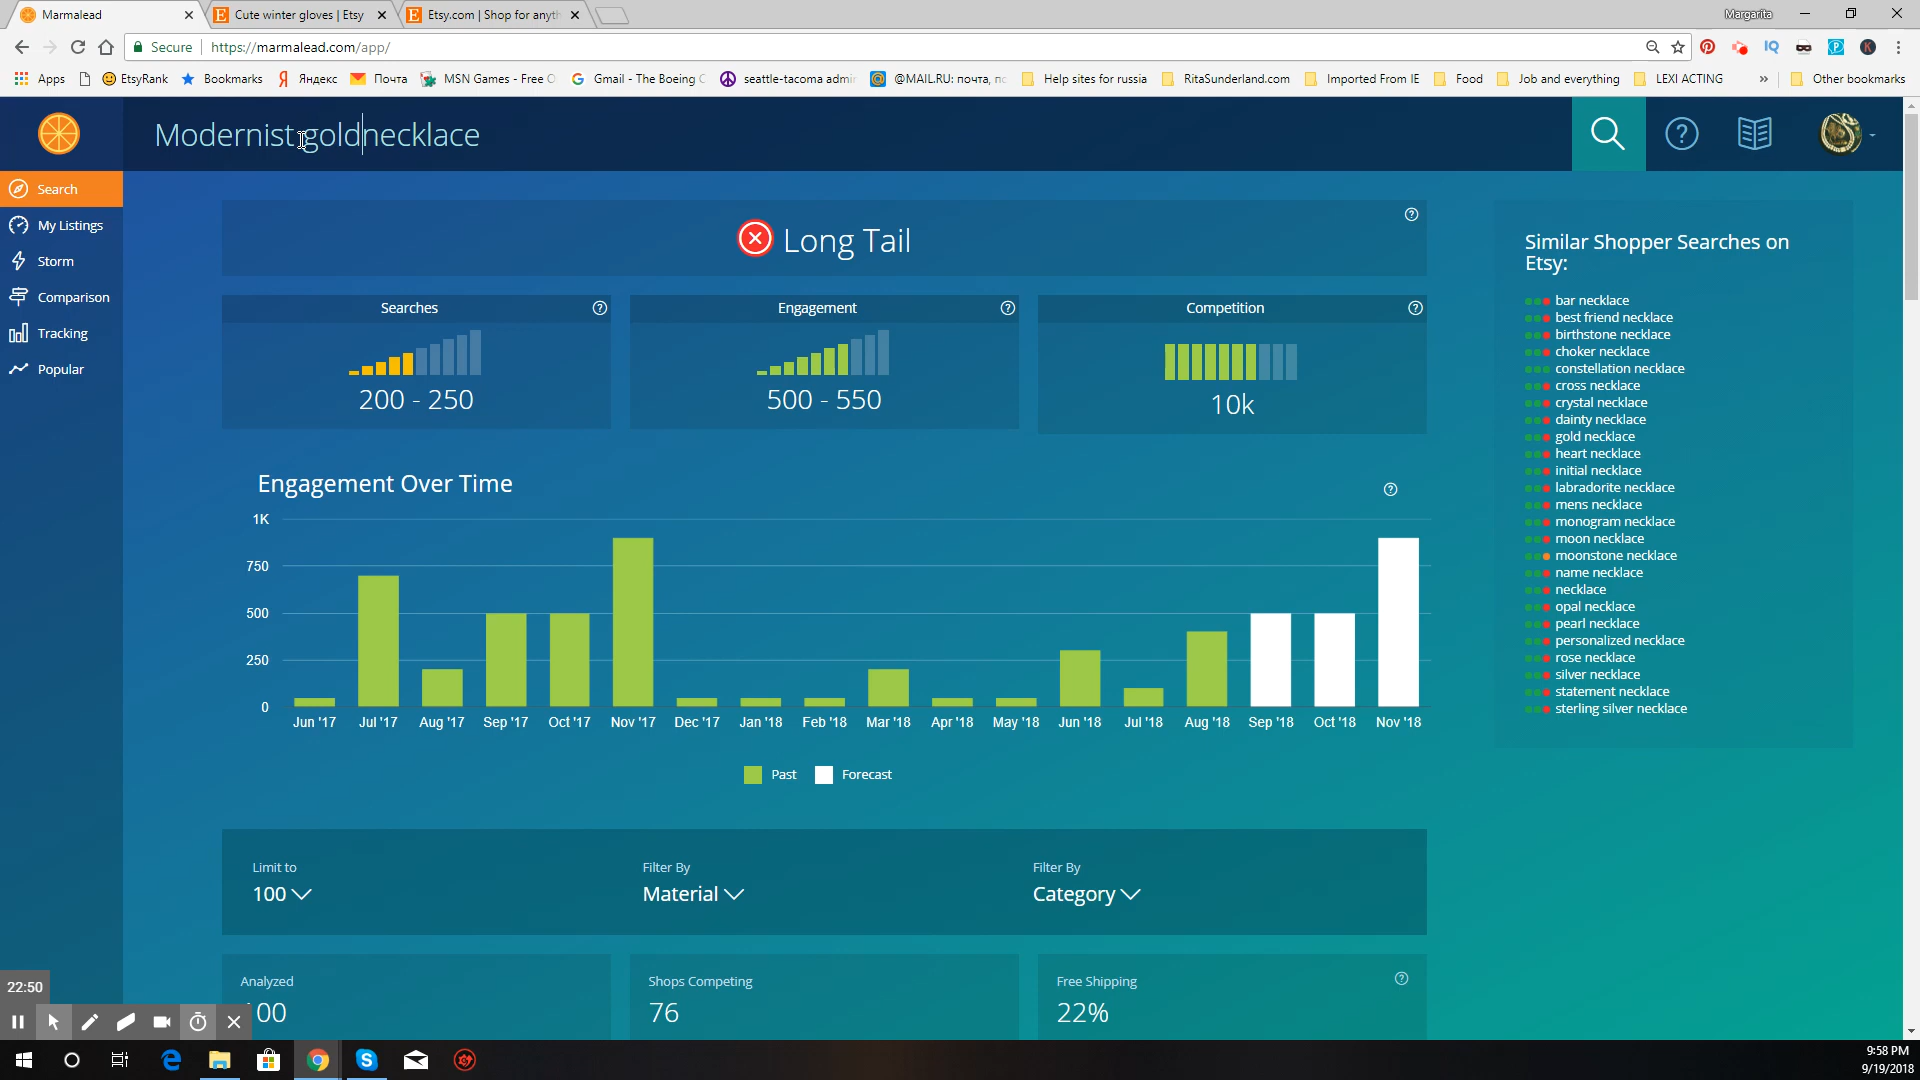 Marmalead
Cute winter gloves | Etsy
Etsy.com | Shop for anyth
Margarita
Secure
https://marmalead.com/app/
Apps
EtsyRank
Bookmarks
Яндекс
Почта
MSN Games - Free O
Gmail - The Boeing C
seattle-tacoma admi
@MAIL.RU: почта, п
Help sites for russia
RitaSunderland.com
Imported From IE
Food
Job and everything
LEXI ACTING
»
Other bookmarks
Modernist goldnecklace
Search
My Listings
Storm
Comparison
Tracking
Popular
Long Tail
Searches
200 - 250
Engagement
500 - 550
Competition
10k
Engagement Over Time
1K
750
500
250
0
Jun '17 Jul '17 Aug '17 Sep '17 Oct '17 Nov '17 Dec '17 Jan '18 Feb '18 Mar '18 Apr '18 May '18 Jun '18 Jul '18 Aug '18 Sep '18 Oct '18 Nov '18
Past Forecast
Limit to
100
Filter By
Material
Filter By
Category
Analyzed
00
Shops Competing
76
Free Shipping
22%
Similar Shopper Searches on
Etsy:
bar necklace
best friend necklace
birthstone necklace
choker necklace
constellation necklace
cross necklace
crystal necklace
dainty necklace
gold necklace
heart necklace
initial necklace
labradorite necklace
mens necklace
monogram necklace
moon necklace
moonstone necklace
name necklace
necklace
opal necklace
pearl necklace
personalized necklace
rose necklace
silver necklace
statement necklace
sterling silver necklace
22:50
9:58 PM
9/19/2018